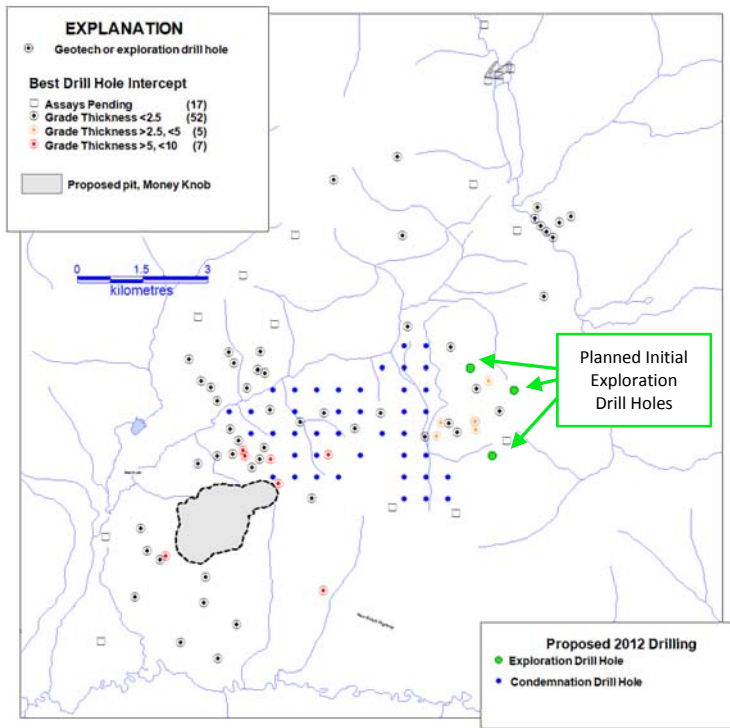 EXPLANATION
Geotech or exploration drill hole
Best Drill Hole Intercept
Assays Pending (17)
Grade Thickness <2.5 (52)
Grade Thickness >2.5, <5 (5)
Grade Thickness >5, <10 (7)
Proposed pit, Money Knob
0 1.5 3
kilometres
Planned Initial
Exploration
Drill Holes
Proposed 2012 Drilling
Exploration Drill Hole
Condemnation Drill Hole